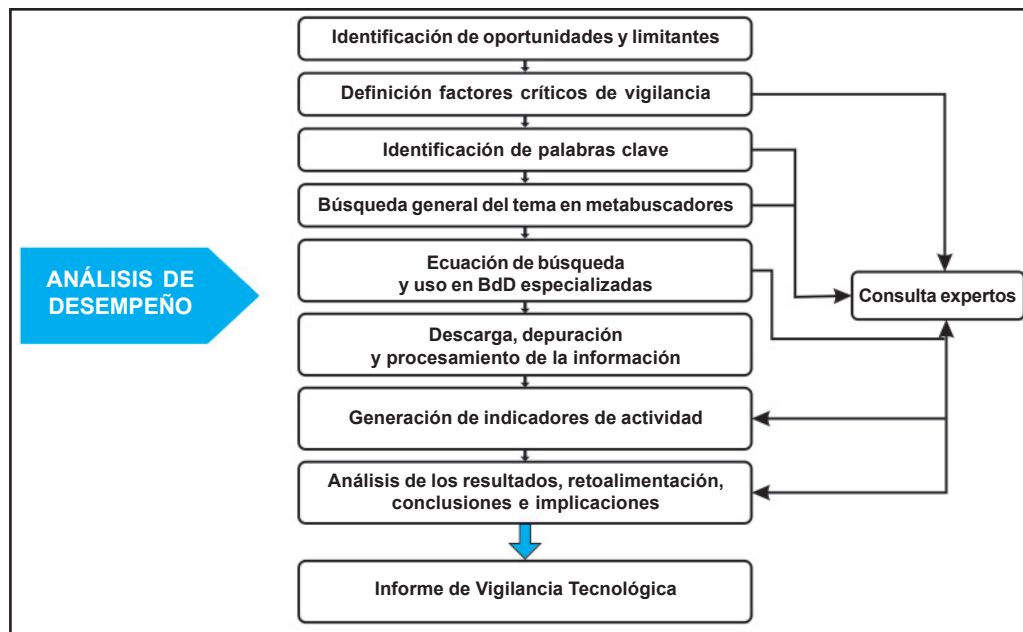 Identificación de oportunidades y limitantes
Definición factores críticos de vigilancia
Identificación de palabras clave
Búsqueda general del tema en metabuscadores
Ecuación de búsqueda
y uso en BdD especializadas
ANÁLISIS DE
DESEMPEÑO
Consulta expertos
Descarga, depuración
y procesamiento de la información
Generación de indicadores de actividad
Análisis de los resultados, retoalimentación,
conclusiones e implicaciones
Informe de Vigilancia Tecnológica